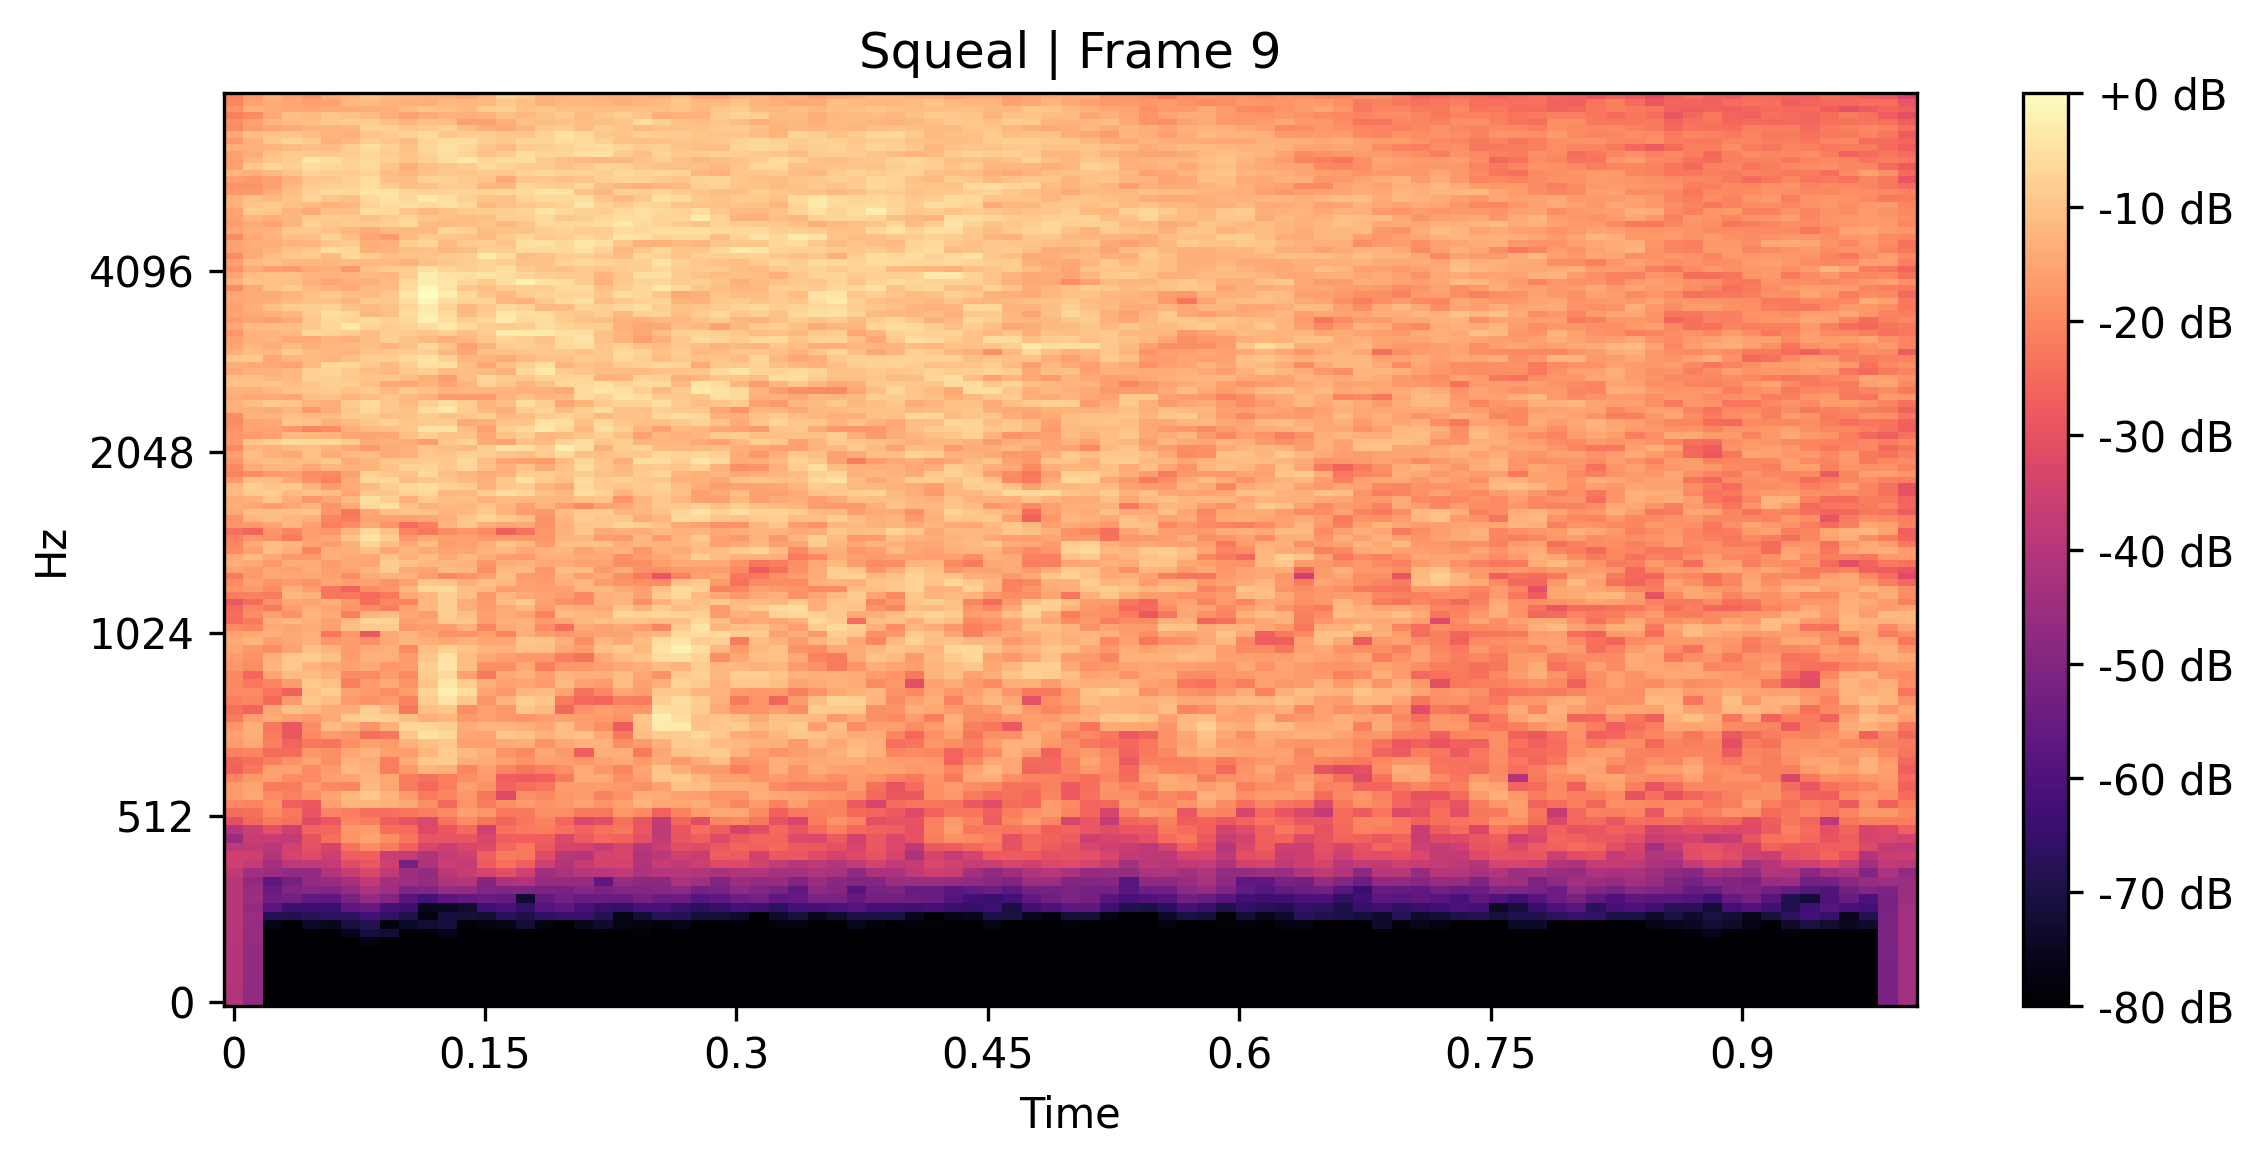 Squeal | Frame 9
+0 dB
-10 dB
-20 dB
-30 dB
-40 dB
-50 dB
-60 dB
-70 dB
-80 dB
Hz
4096
2048
1024
512
0
0 0.15 0.3 0.45 0.6 0.75 0.9
Time